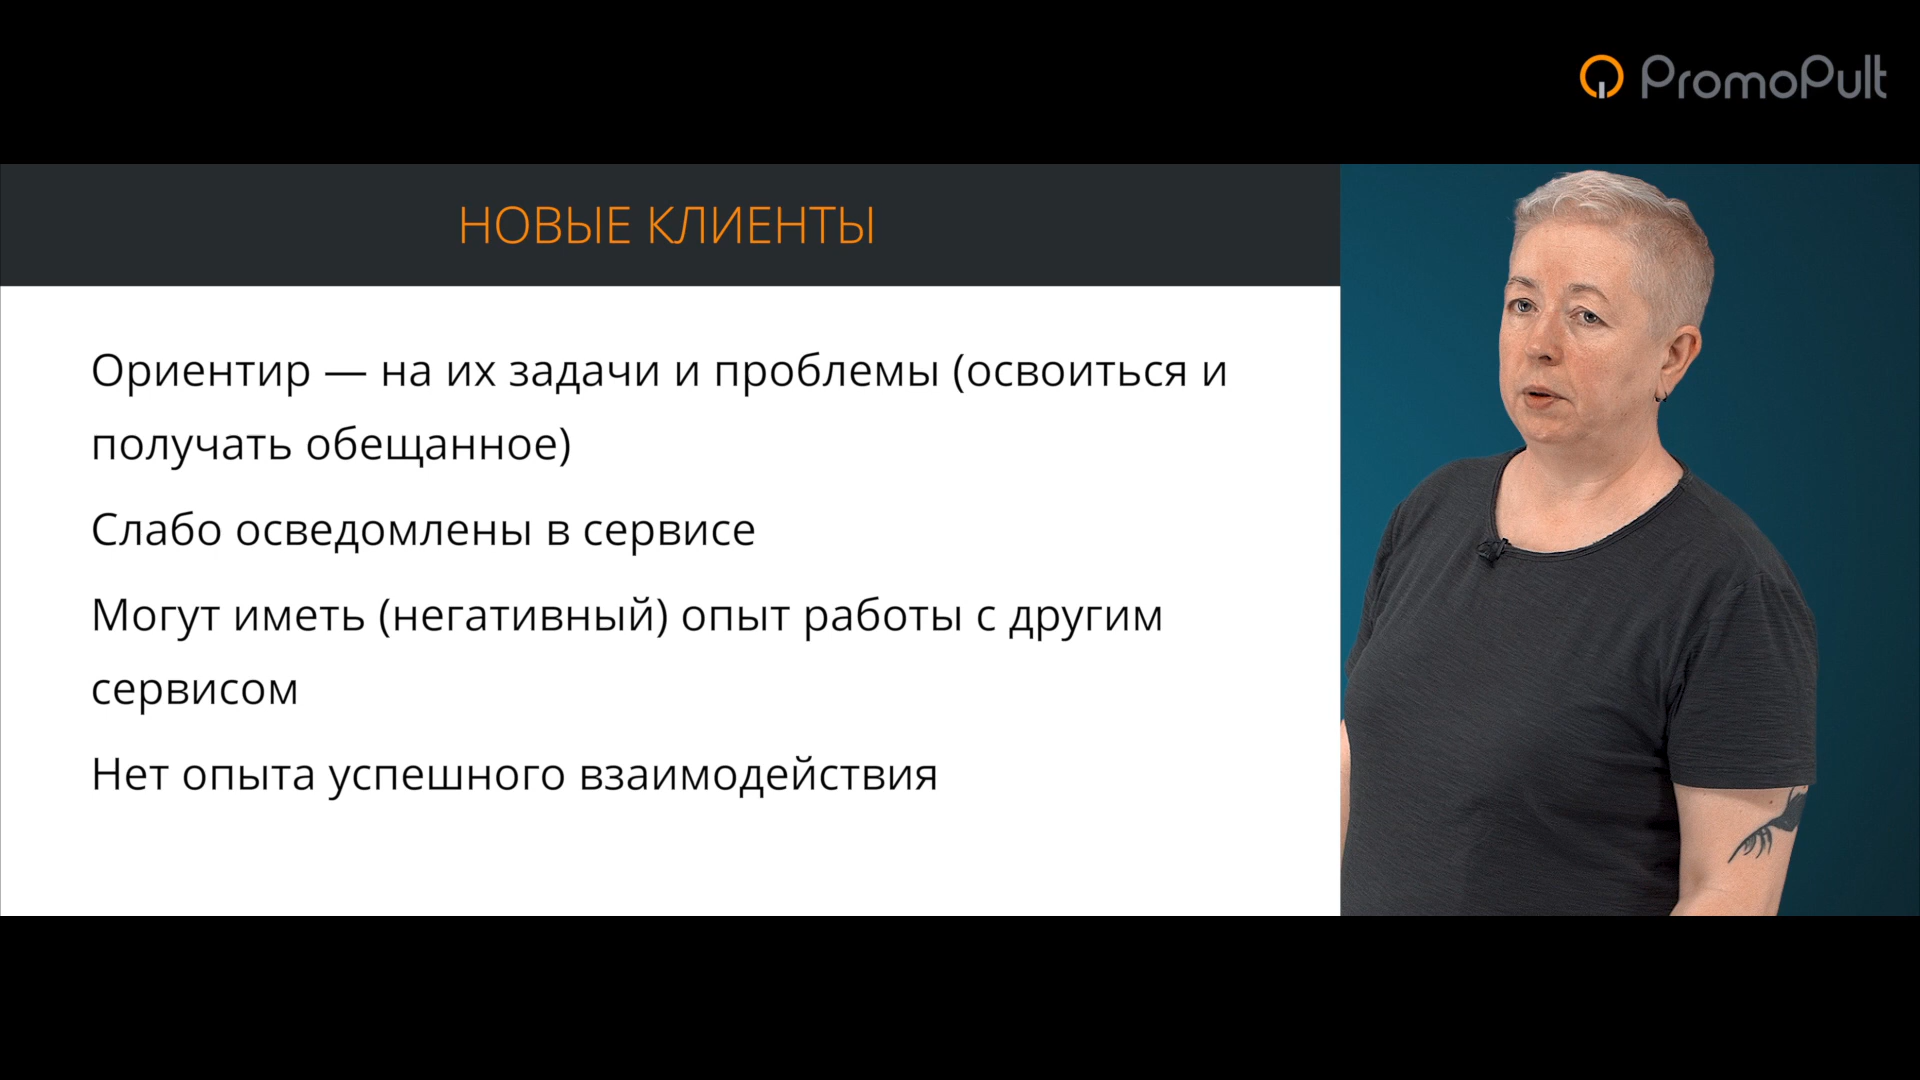 PromoPult
НОВЫЕ КЛИЕНТЫ
Ориентир — на их задачи и проблемы (освоиться и
получать обещанное)
Слабо осведомлены в сервисе
Могут иметь (негативный) опыт работы с другим
сервисом
Нет опыта успешного взаимодействия